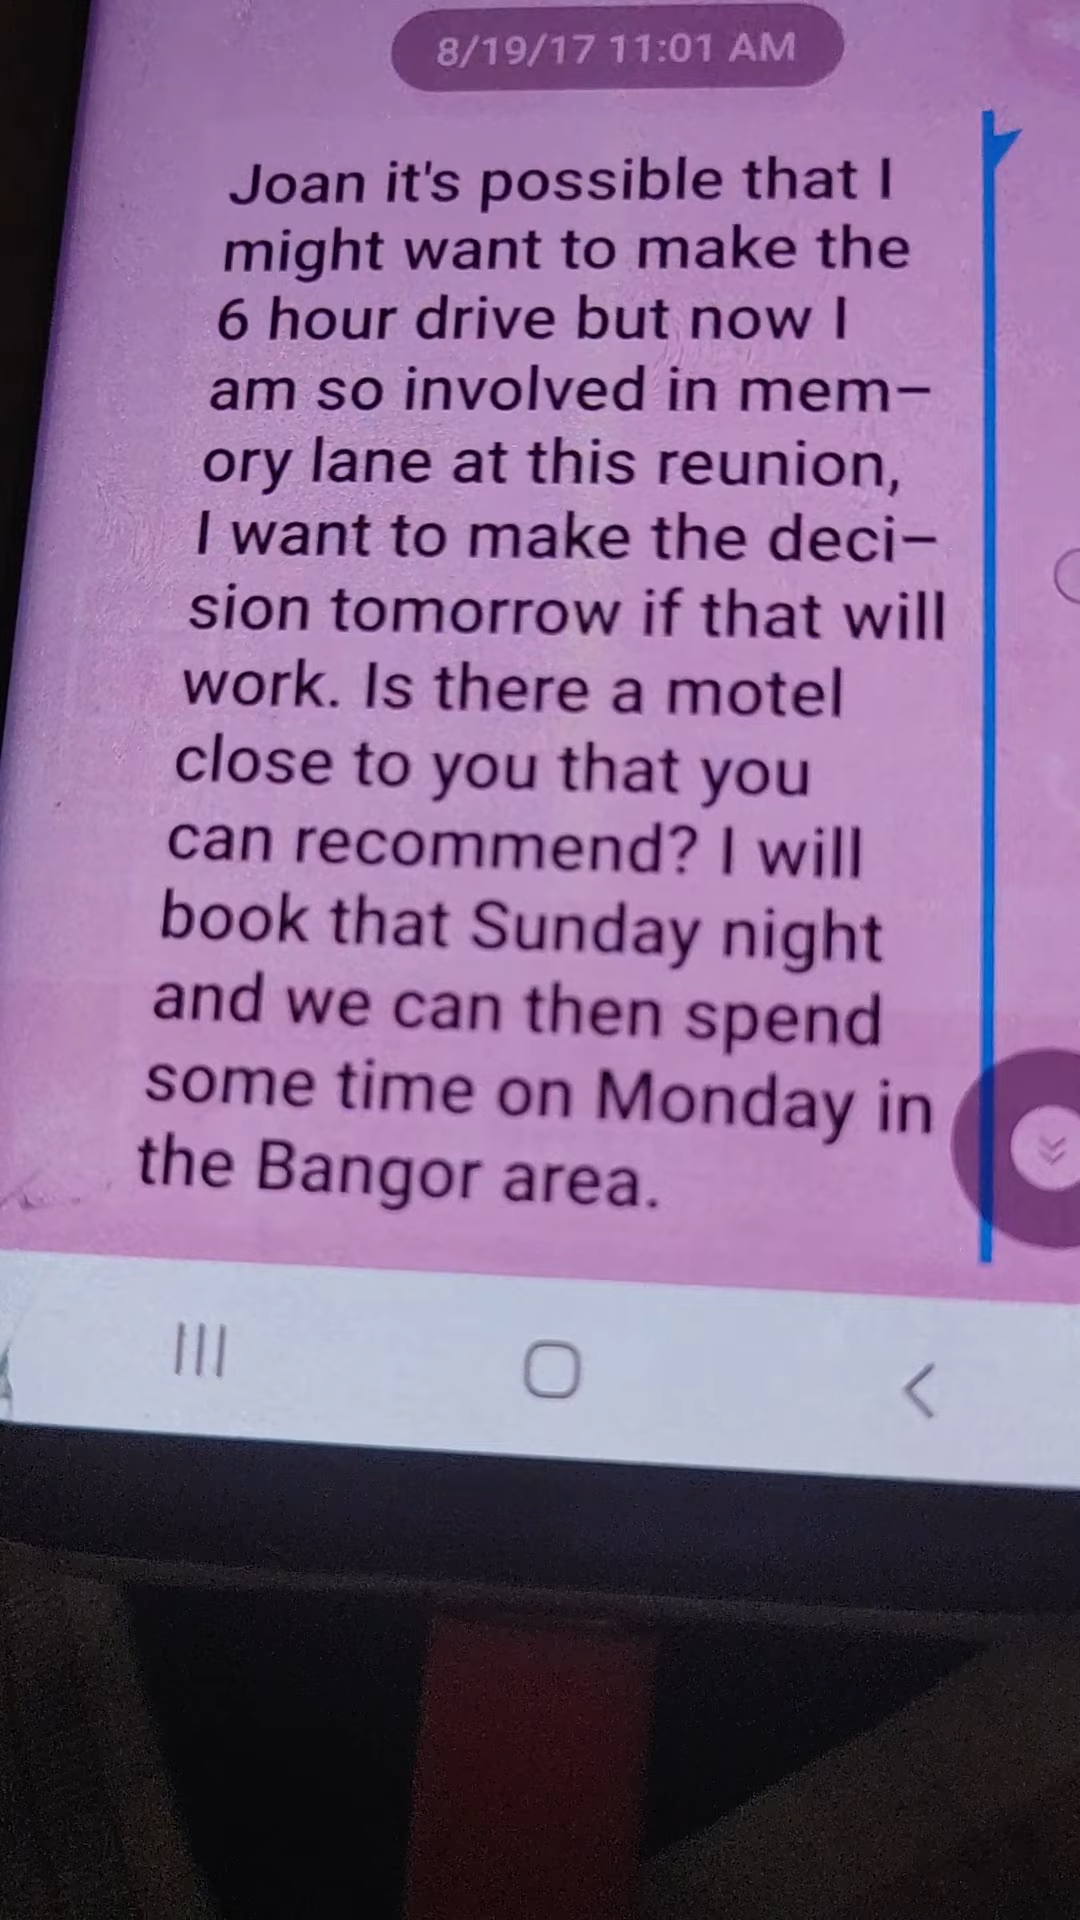 8/19/17 11:01 AM
Joan it's possible that I
might want to make the
6 hour drive but now I
am so involved in mem-
ory lane at this reunion,
I want to make the deci-
sion tomorrow if that will
work. Is there a motel
close to you that you
can recommend? I will
book that Sunday night
and we can then spend
some time on Monday in
the Bangor area.